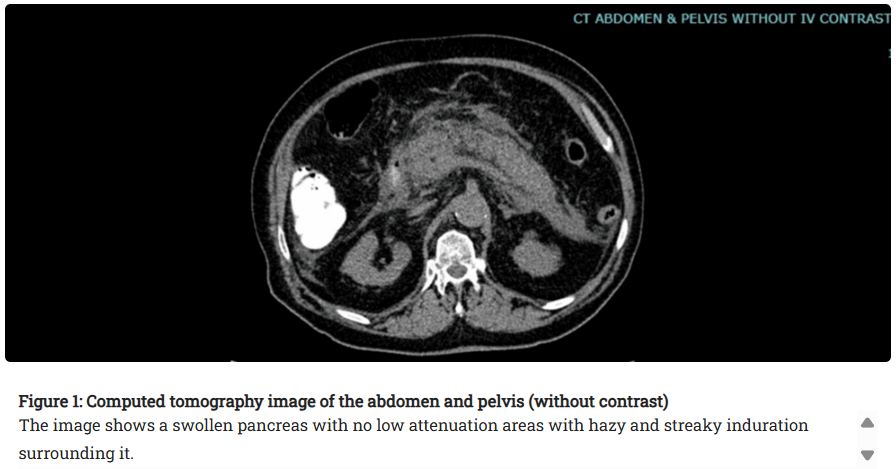 CT ABDOMEN & PELVIS WITHOUT IV CONTRAST
1
Figure 1: Computed tomography image of the abdomen and pelvis (without contrast)
The image shows a swollen pancreas with no low attenuation areas with hazy and streaky induration
surrounding it.